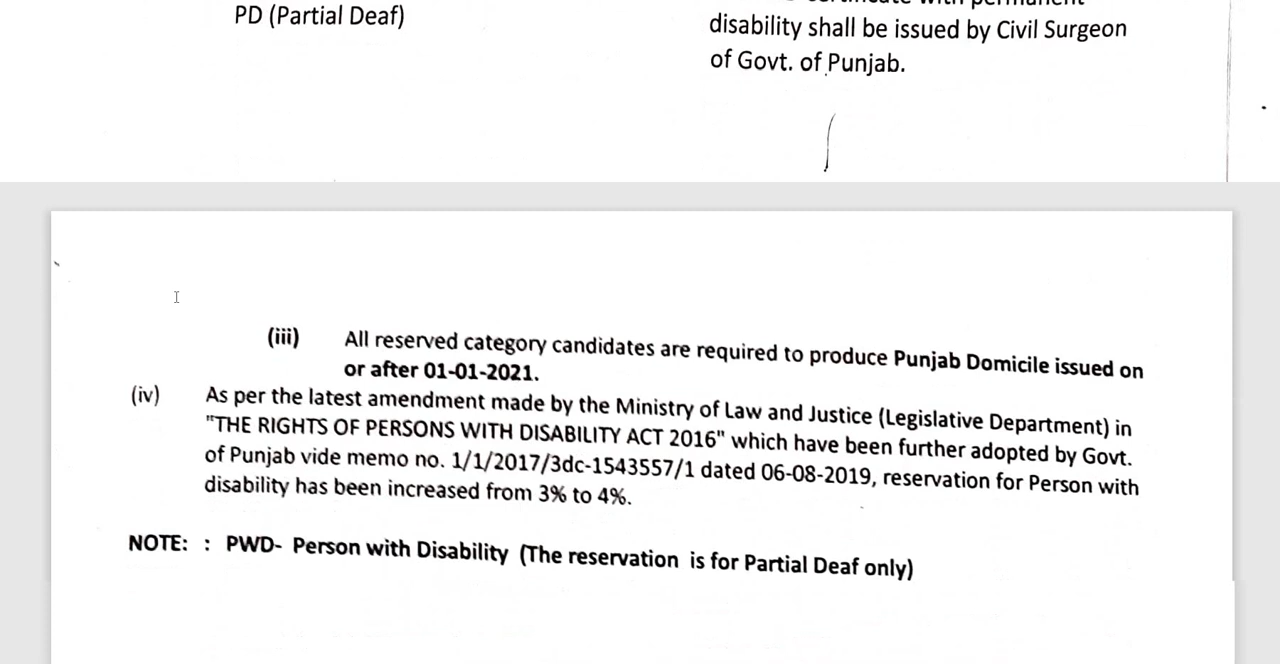 PD (Partial Deaf)
disability shall be issued by Civil Surgeon
of Govt. of Punjab.
(iii) All reserved category candidates are required to produce Punjab Domicile issued on
or after 01-01-2021.
(iv) As per the latest amendment made by the Ministry of Law and Justice (Legislative Department) in
"THE RIGHTS OF PERSONS WITH DISABILITY ACT 2016" which have been further adopted by Govt.
of Punjab vide memo no. 1/1/2017/3dc-1543557/1 dated 06-08-2019, reservation for Person with
disability has been increased from 3% to 4%.
NOTE: : PWD- Person with Disability (The reservation is for Partial Deaf only)